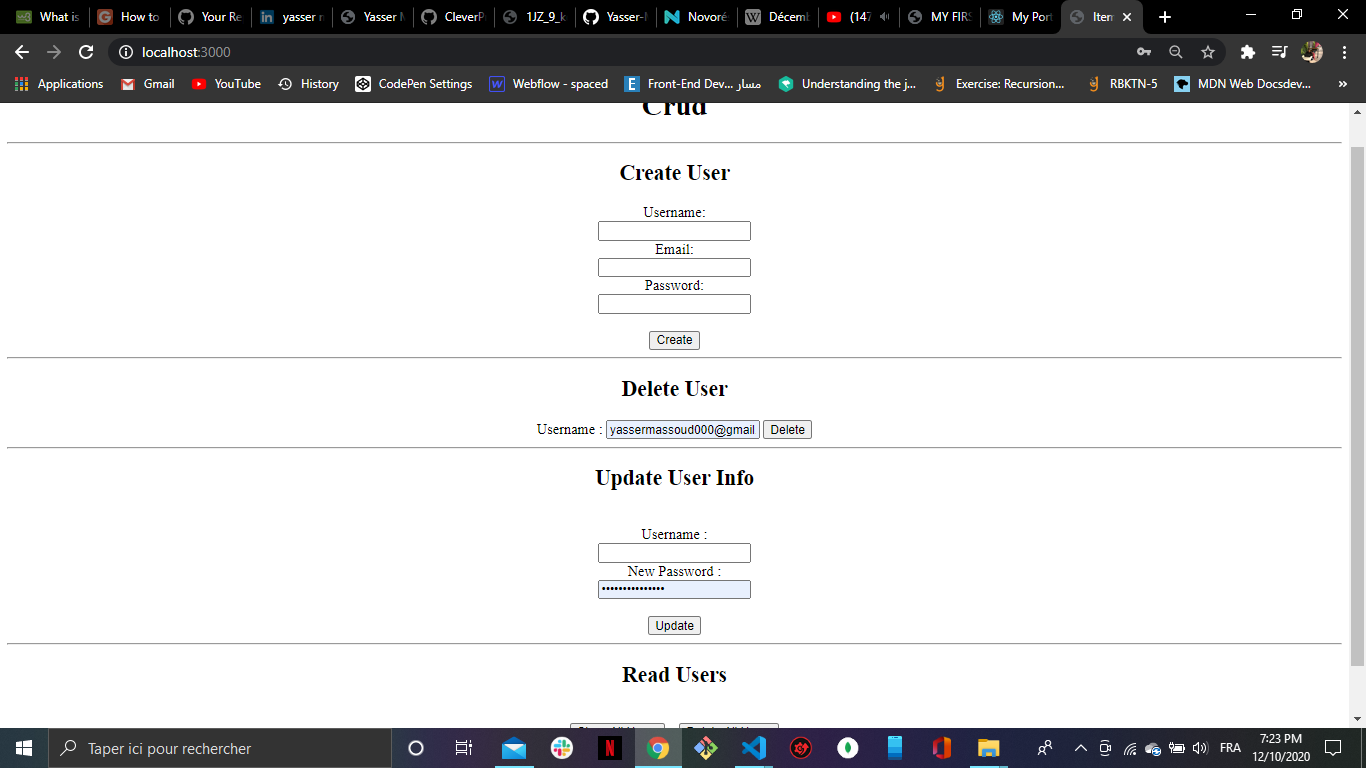 What is
How to
Your Re
yasser m
Yasser M
CleverP
1JZ_9_k
Yasser-M
Novoré
Décemb
(147
MY FIRS
My Port
Item
localhost:3000
Applications
Gmail
YouTube
History
CodePen Settings
Webflow - spaced
Front-End Dev... مسار
Understanding the j...
Exercise: Recursion...
RBKTN-5
MDN Web Docsdev...
»
Crud
Create User
Username:
Email:
Password:
Create
Delete User
Username : yassermassoud000@gmail Delete
Update User Info
Username :
New Password :
•••••••••••••••
Update
Read Users
Taper ici pour rechercher
FRA
7:23 PM
12/10/2020